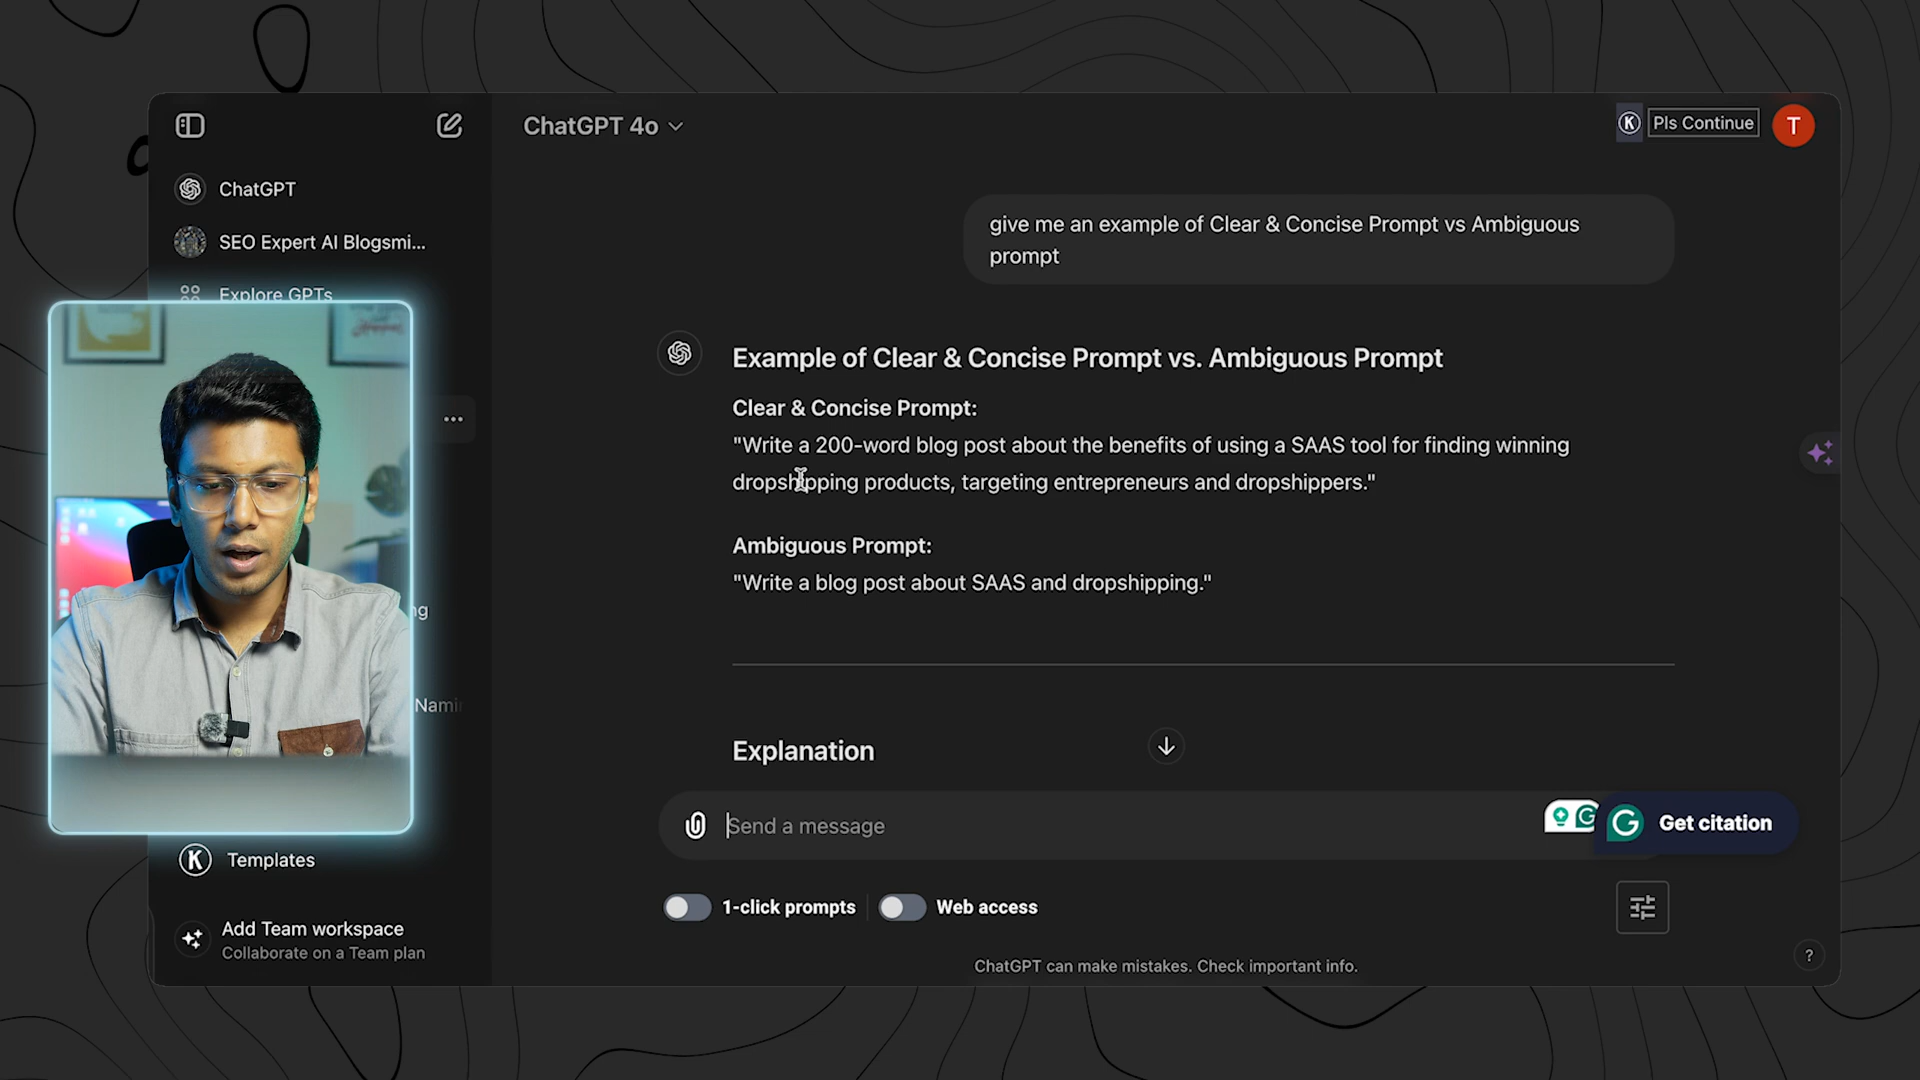 ChatGPT 4o
Pls Continue
T
ChatGPT
SEO Expert AI Blogsmi...
Explore GPTs
give me an example of Clear & Concise Prompt vs Ambiguous
prompt
Example of Clear & Concise Prompt vs. Ambiguous Prompt
Clear & Concise Prompt:
"Write a 200-word blog post about the benefits of using a SAAS tool for finding winning
dropshipping products, targeting entrepreneurs and dropshippers."
Ambiguous Prompt:
"Write a blog post about SAAS and dropshipping."
ng
Namin
Explanation
Send a message
Get citation
K Templates
Add Team workspace
Collaborate on a Team plan
1-click prompts
Web access
ChatGPT can make mistakes. Check important info.
?